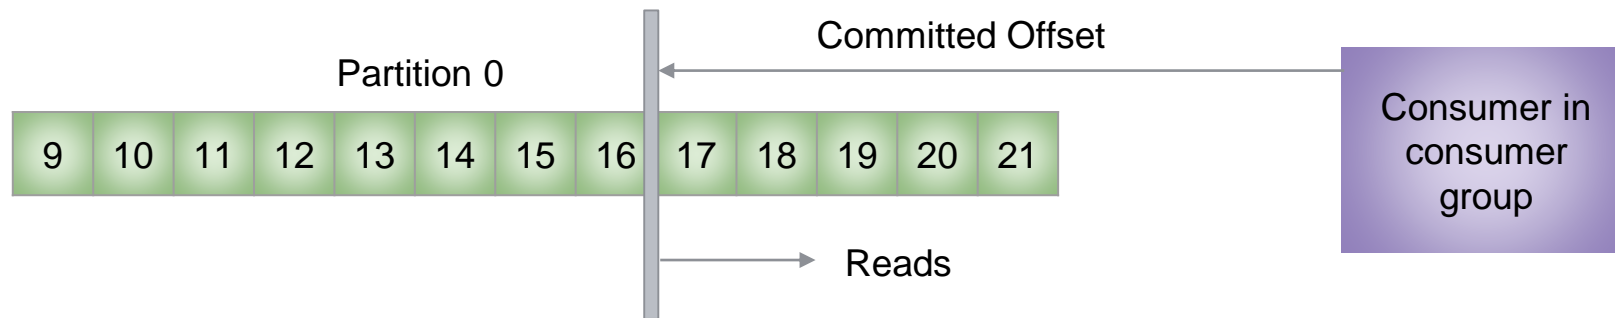 Committed Offset
Partition 0
9 10 11 12 13 14 15 16 17 18 19 20 21
Consumer in
consumer
group
Reads